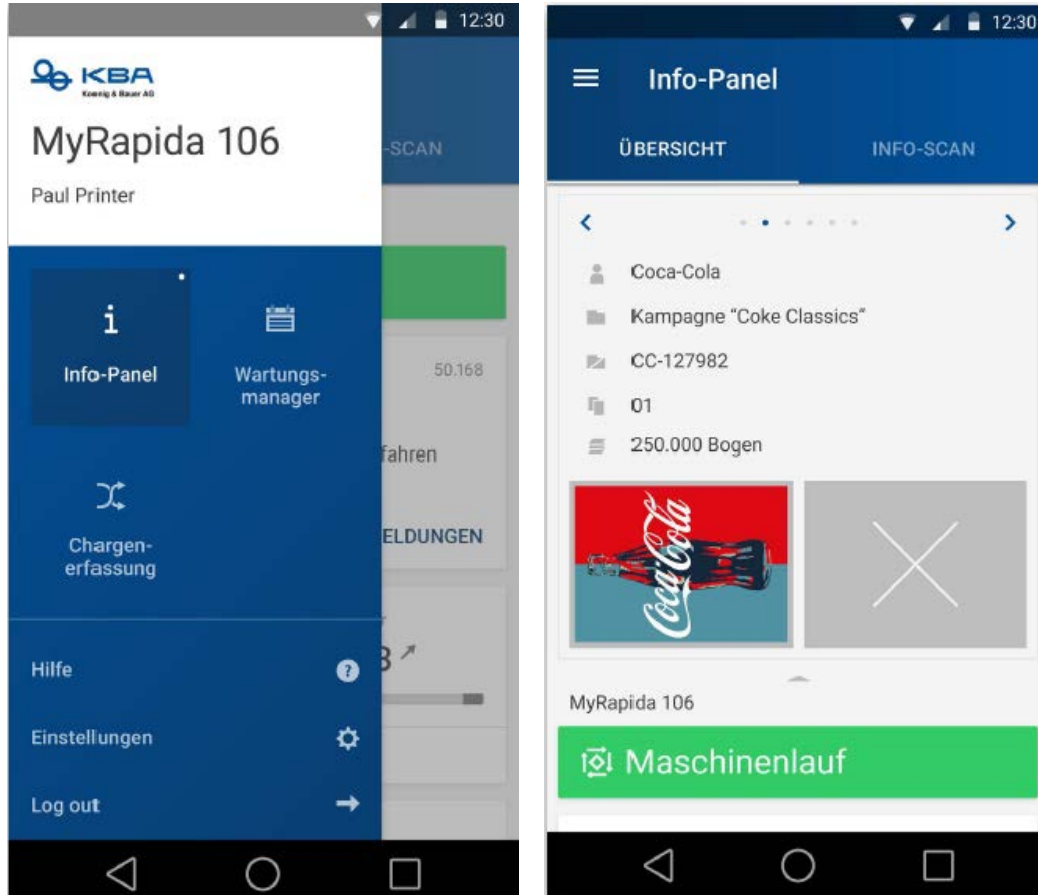 12:30
KBA
Koenig & Bauer AG
MyRapida 106
Paul Printer
-SCAN
i
Info-Panel
Wartungs-
manager
50.168
fahren
Chargen-
erfassung
ELDUNGEN
Hilfe
?
Einstellungen
Log out
12:30
Info-Panel
ÜBERSICHT
INFO-SCAN
Coca-Cola
Kampagne “Coke Classics”
CC-127982
01
250.000 Bogen
Coca-Cola
MyRapida 106
Maschinenlauf